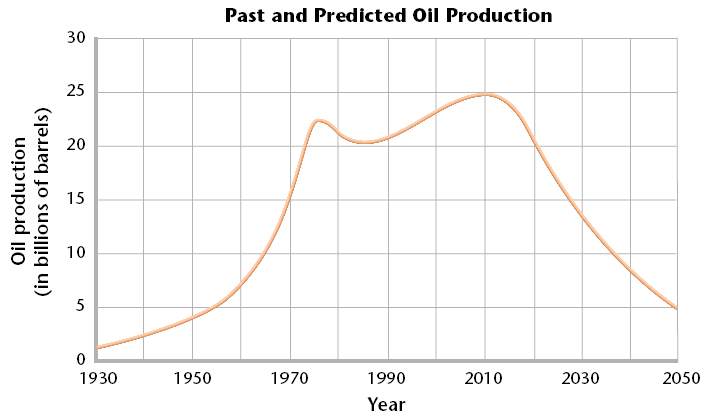 Past and Predicted Oil Production
30
25
20
15
10
5
0
Oil production
(in billions of barrels)
1930 1950 1970 1990 2010 2030 2050
Year